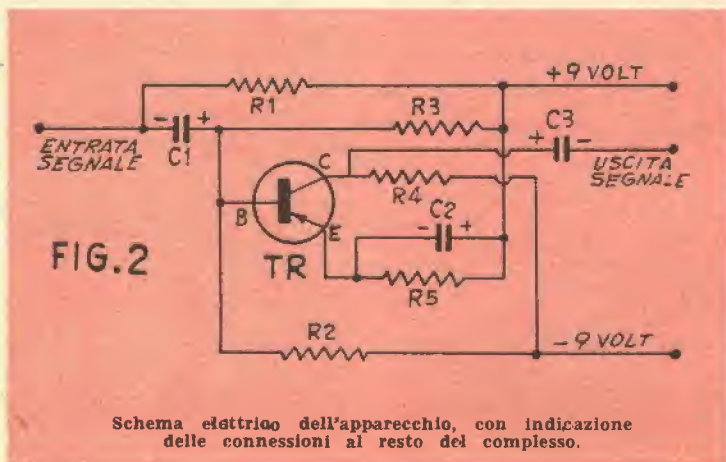 +9 VOLT
R1
- + R3 + C3 -
ENTRATA
SEGNALE
C1
C
USCITA
SEGNALE
R4
B
C2
- +
E
FIG.2
TR
R5
R2
-9 VOLT
Schema elettrico dell'apparecchio, con indicazione
delle connessioni al resto del complesso.